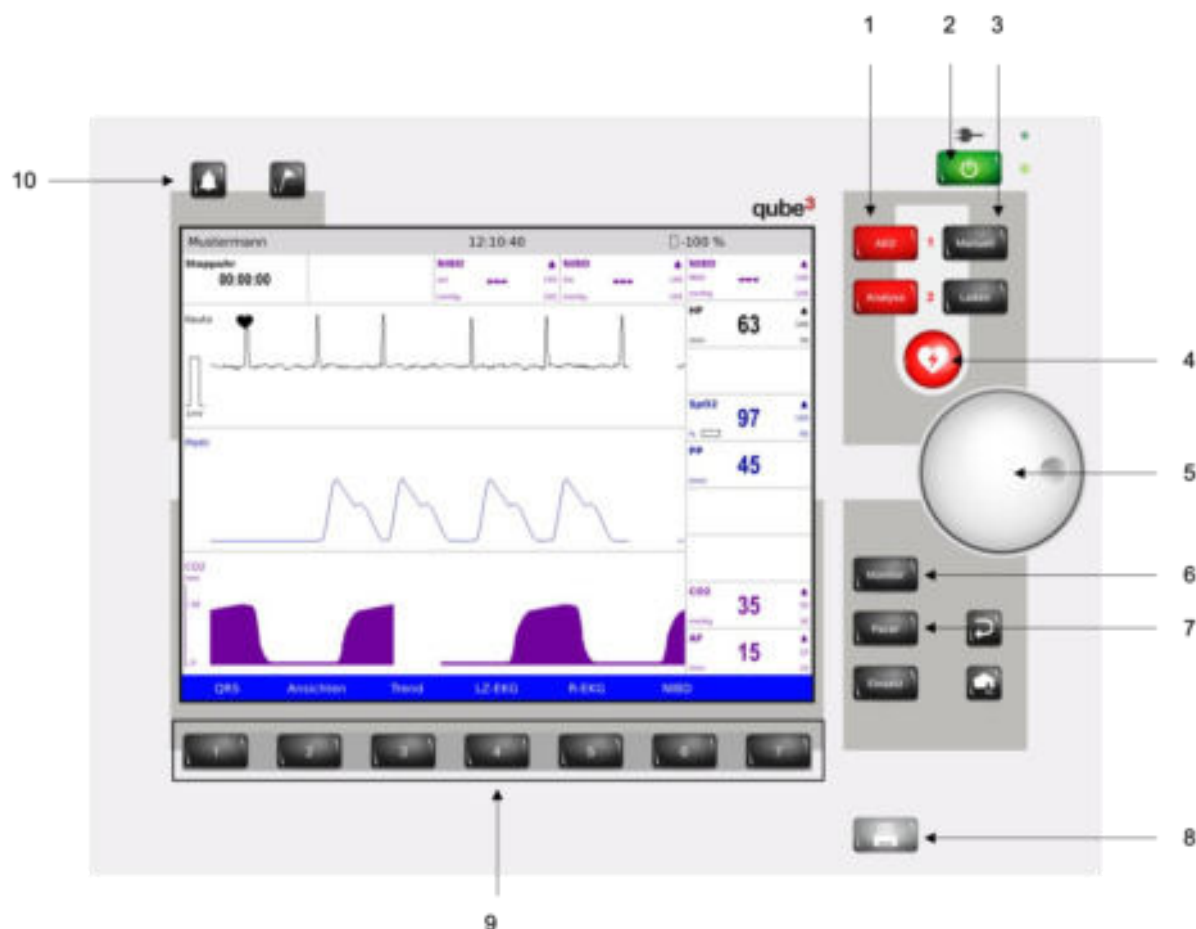 1 2 3
10
qube3
Mustermann 12:10:40 -100 %
Stoppuhr
00:00:00
NIBD NIBD NIBD
--- --- ---
AED 1 Manuell
Analyse 2 Laden
4
HF
63
SpO2
97
%
5
PP
45
CO2
6
Monitor
CO2
35
mmHg
7
Pacer
AF
15
Einsatz
QRS Ansichten Trend LZ-EKG R-EKG NIBD
1 2 3 4 5 6 7
8
9